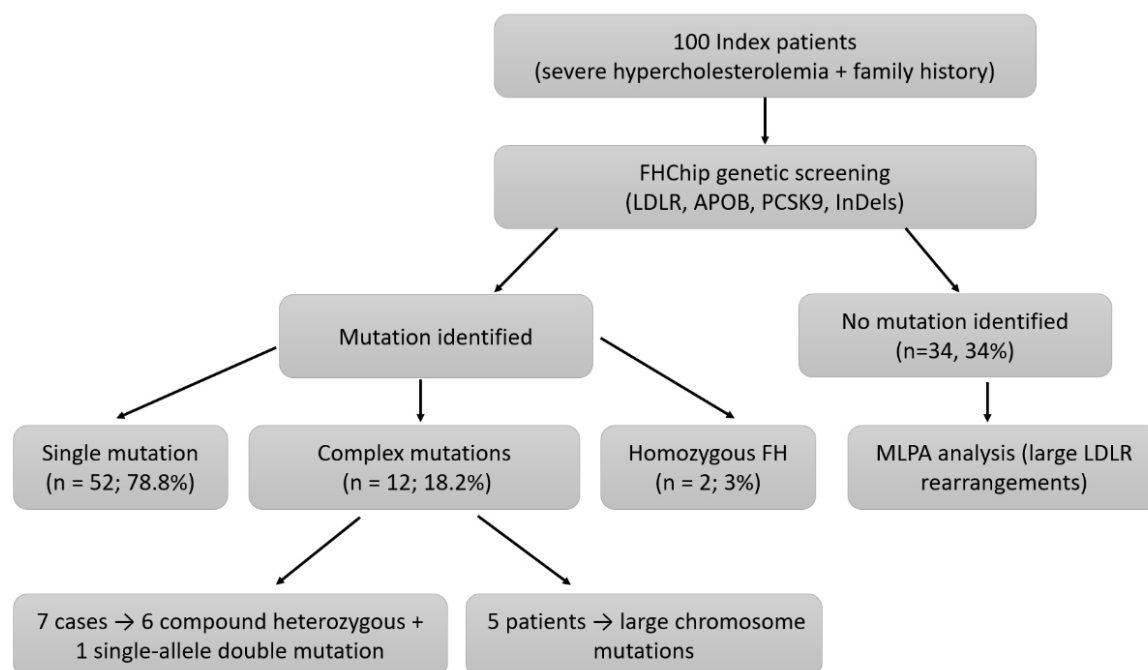 100 Index patients
(severe hypercholesterolemia + family history)
FHChip genetic screening
(LDLR, APOB, PCSK9, InDels)
Mutation identified
No mutation identified
(n=34, 34%)
Single mutation
(n = 52; 78.8%)
Complex mutations
(n = 12; 18.2%)
Homozygous FH
(n = 2; 3%)
MLPA analysis (large LDLR
rearrangements)
7 cases → 6 compound heterozygous +
1 single-allele double mutation
5 patients → large chromosome
mutations